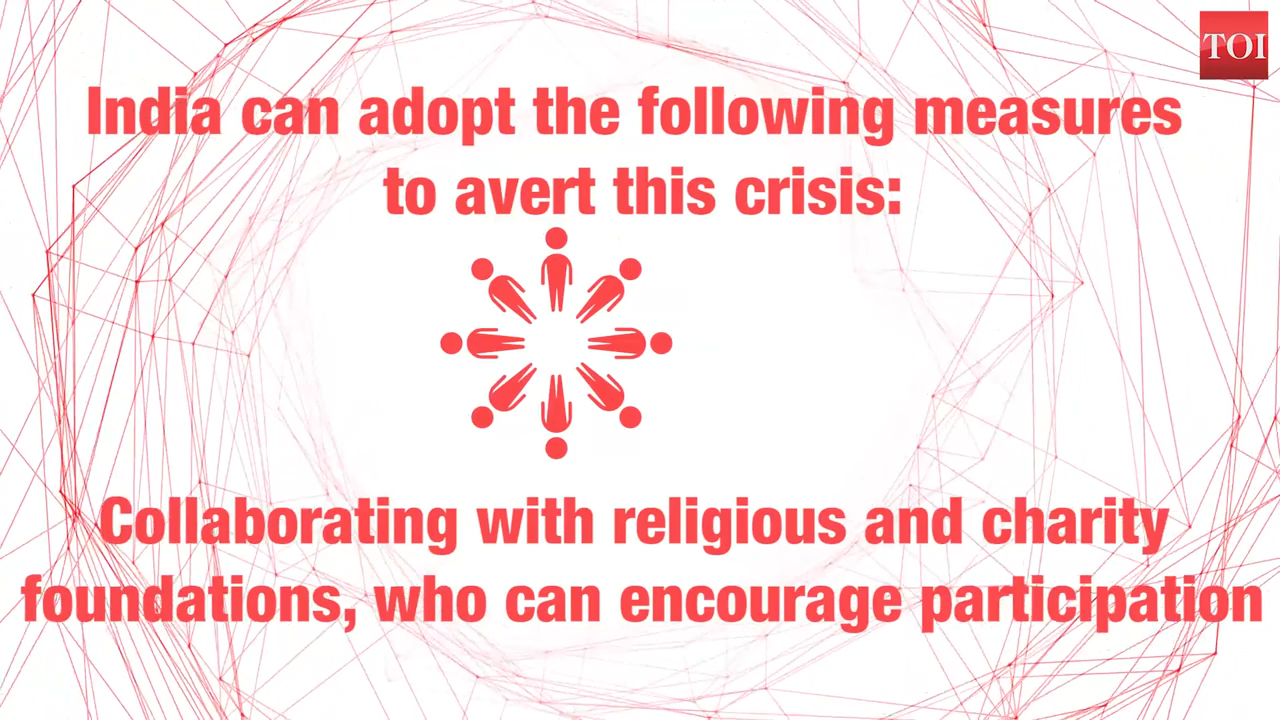 TOI
India can adopt the following measures
to avert this crisis:
Collaborating with religious and charity
foundations, who can encourage participation